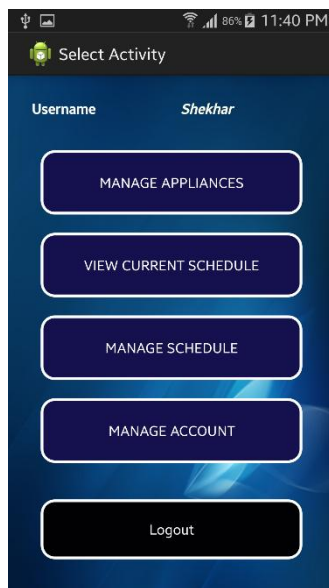 86% 11:40 PM
Select Activity
Username Shekhar
MANAGE APPLIANCES
VIEW CURRENT SCHEDULE
MANAGE SCHEDULE
MANAGE ACCOUNT
Logout